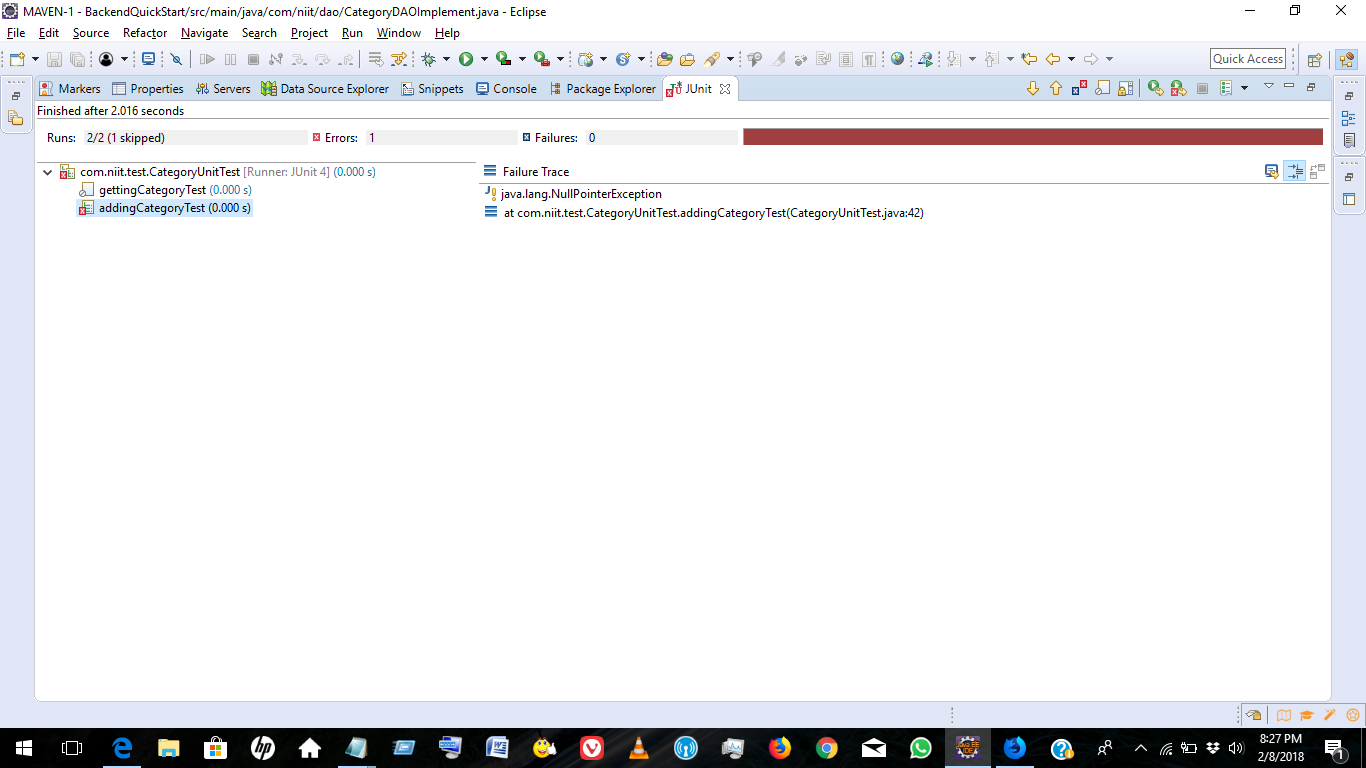 MAVEN-1 - BackendQuickStart/src/main/java/com/niit/dao/CategoryDAOImplement.java - Eclipse
File Edit Source Refactor Navigate Search Project Run Window Help
Quick Access
Markers Properties Servers Data Source Explorer Snippets Console Package Explorer JUnit
Finished after 2.016 seconds
Runs: 2/2 (1 skipped) Errors: 1 Failures: 0
com.niit.test.CategoryUnitTest [Runner: JUnit 4] (0.000 s)
gettingCategoryTest (0.000 s)
addingCategoryTest (0.000 s)
Failure Trace
java.lang.NullPointerException
at com.niit.test.CategoryUnitTest.addingCategoryTest(CategoryUnitTest.java:42)
8:27 PM
2/8/2018
1